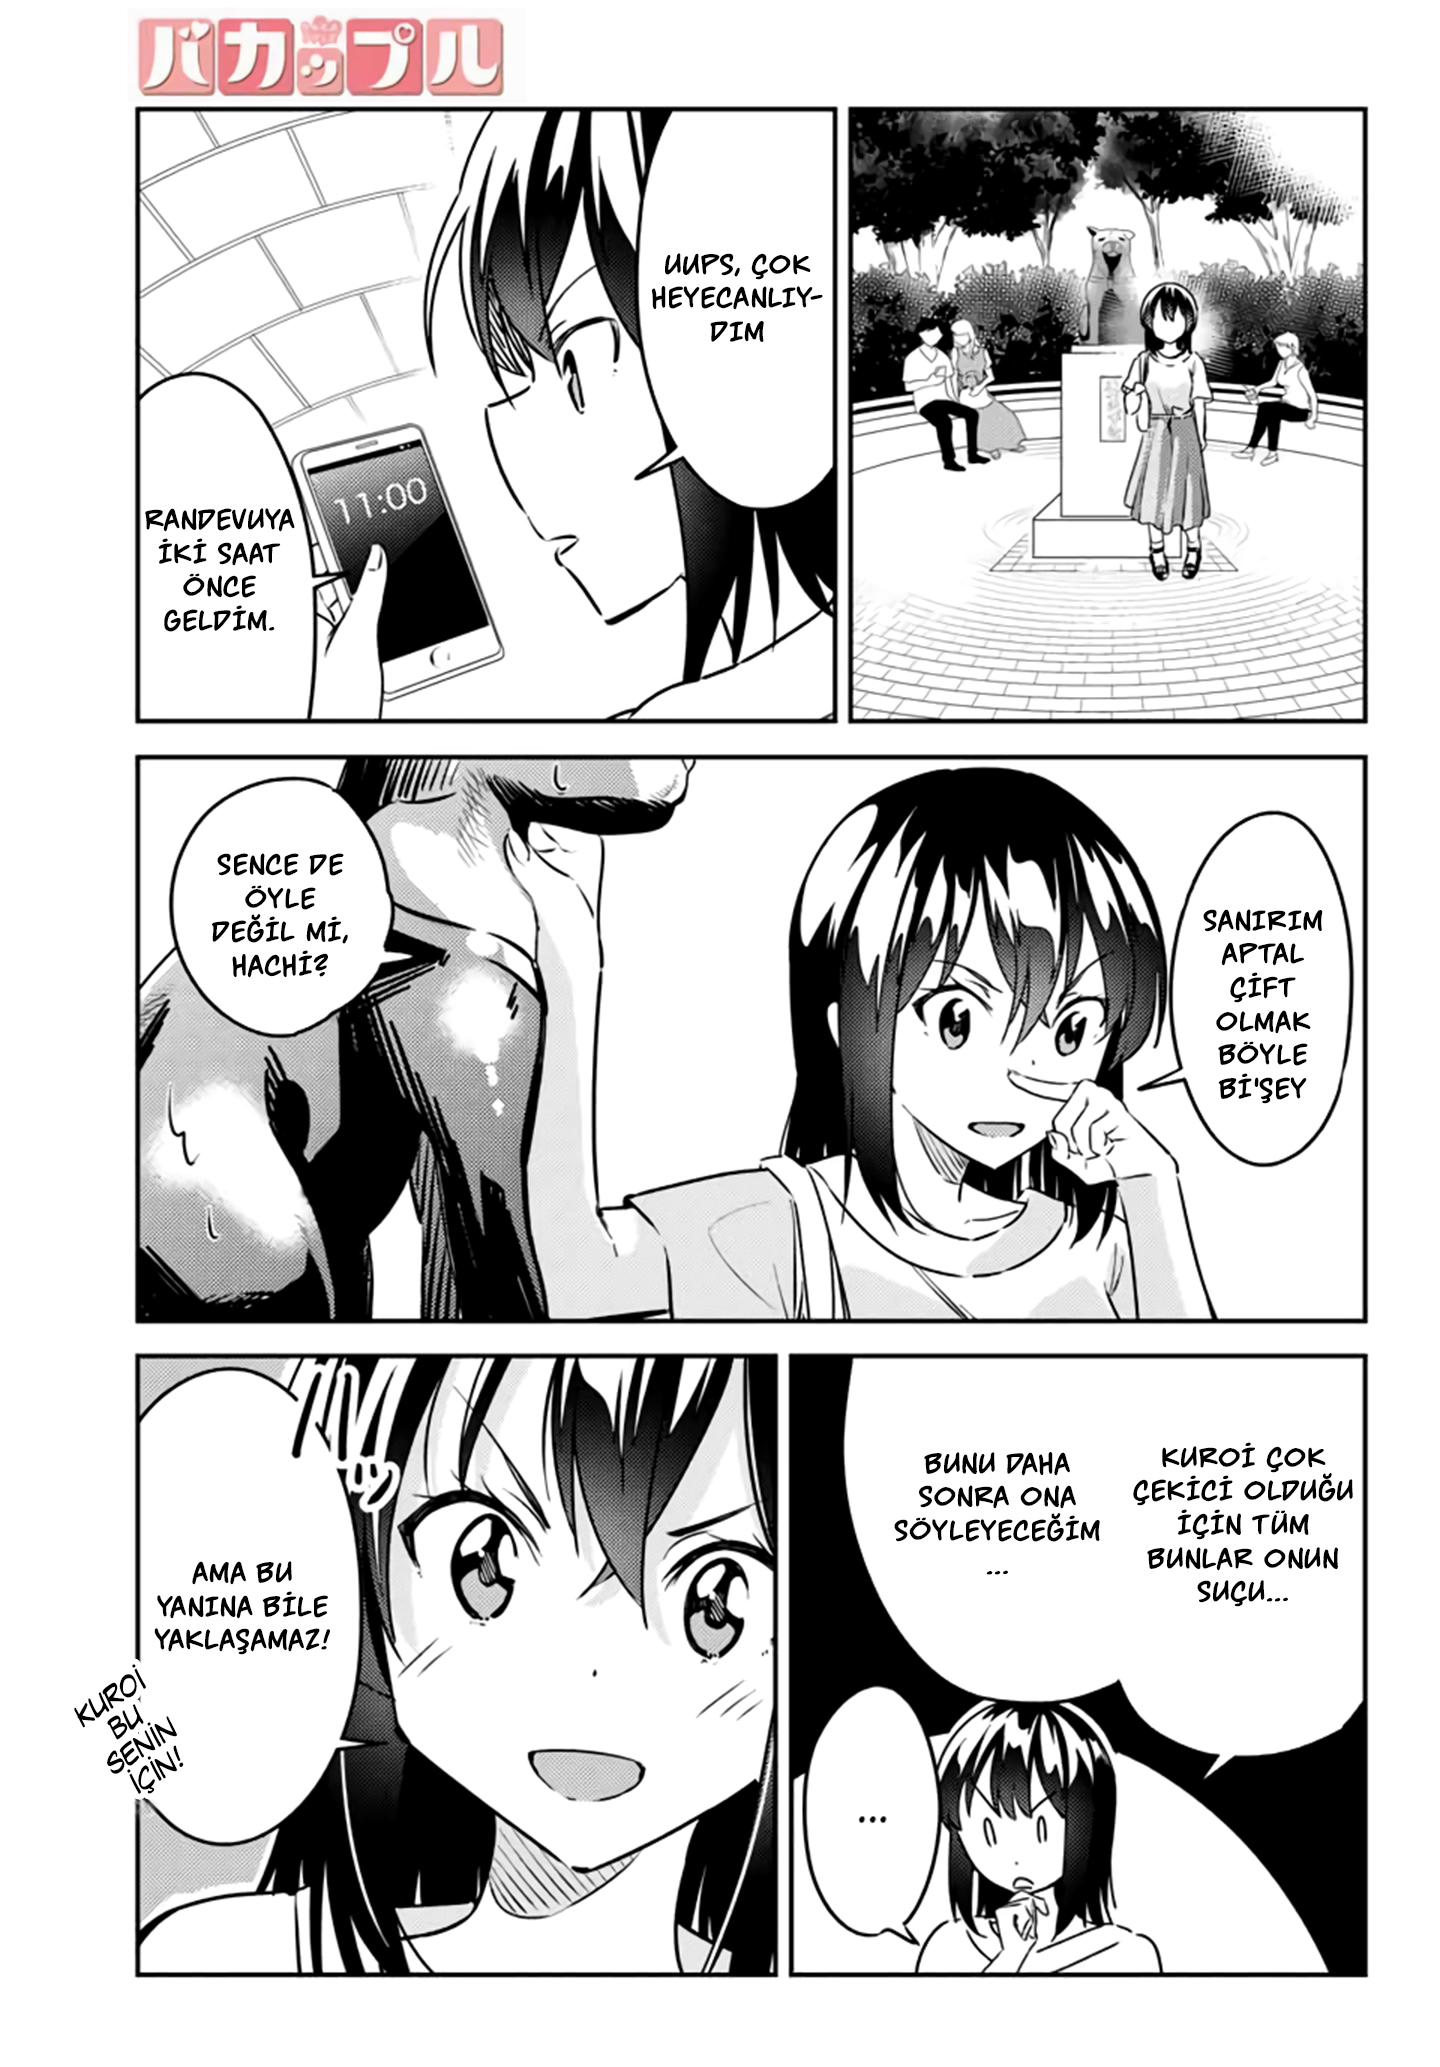 バカップル
UUPS, ÇOK
HEYECANLIY-
DIM
11:00
RANDEVUYA
İKİ SAAT
ÖNCE
GELDİM.
SANIRIM
APTAL
ÇİFT
OLMAK
BÖYLE
Bİ'ŞEY
SENCE DE
ÖYLE
DEĞİL Mİ,
HACHİ?
KUROİ ÇOK
ÇEKİCİ OLDUĞU
İÇİN TÜM
BUNLAR ONUN
SUÇU...
BUNU DAHA
SONRA ONA
SÖYLEYECEĞİM
...
...
AMA BU
YANINA BİLE
YAKLAŞAMAZ!
KUROİ
BU
SENİN
İÇİN!